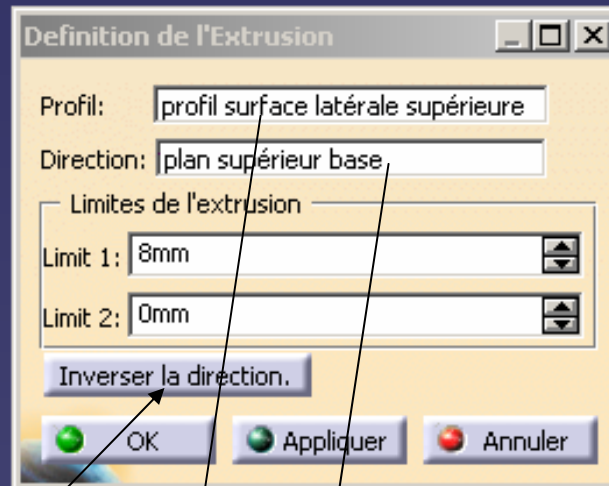 Definition de l'Extrusion
Profil: profil surface latérale supérieure
Direction: plan supérieur base
Limites de l'extrusion
Limit 1: 8mm
Limit 2: 0mm
Inverser la direction.
OK Appliquer Annuler